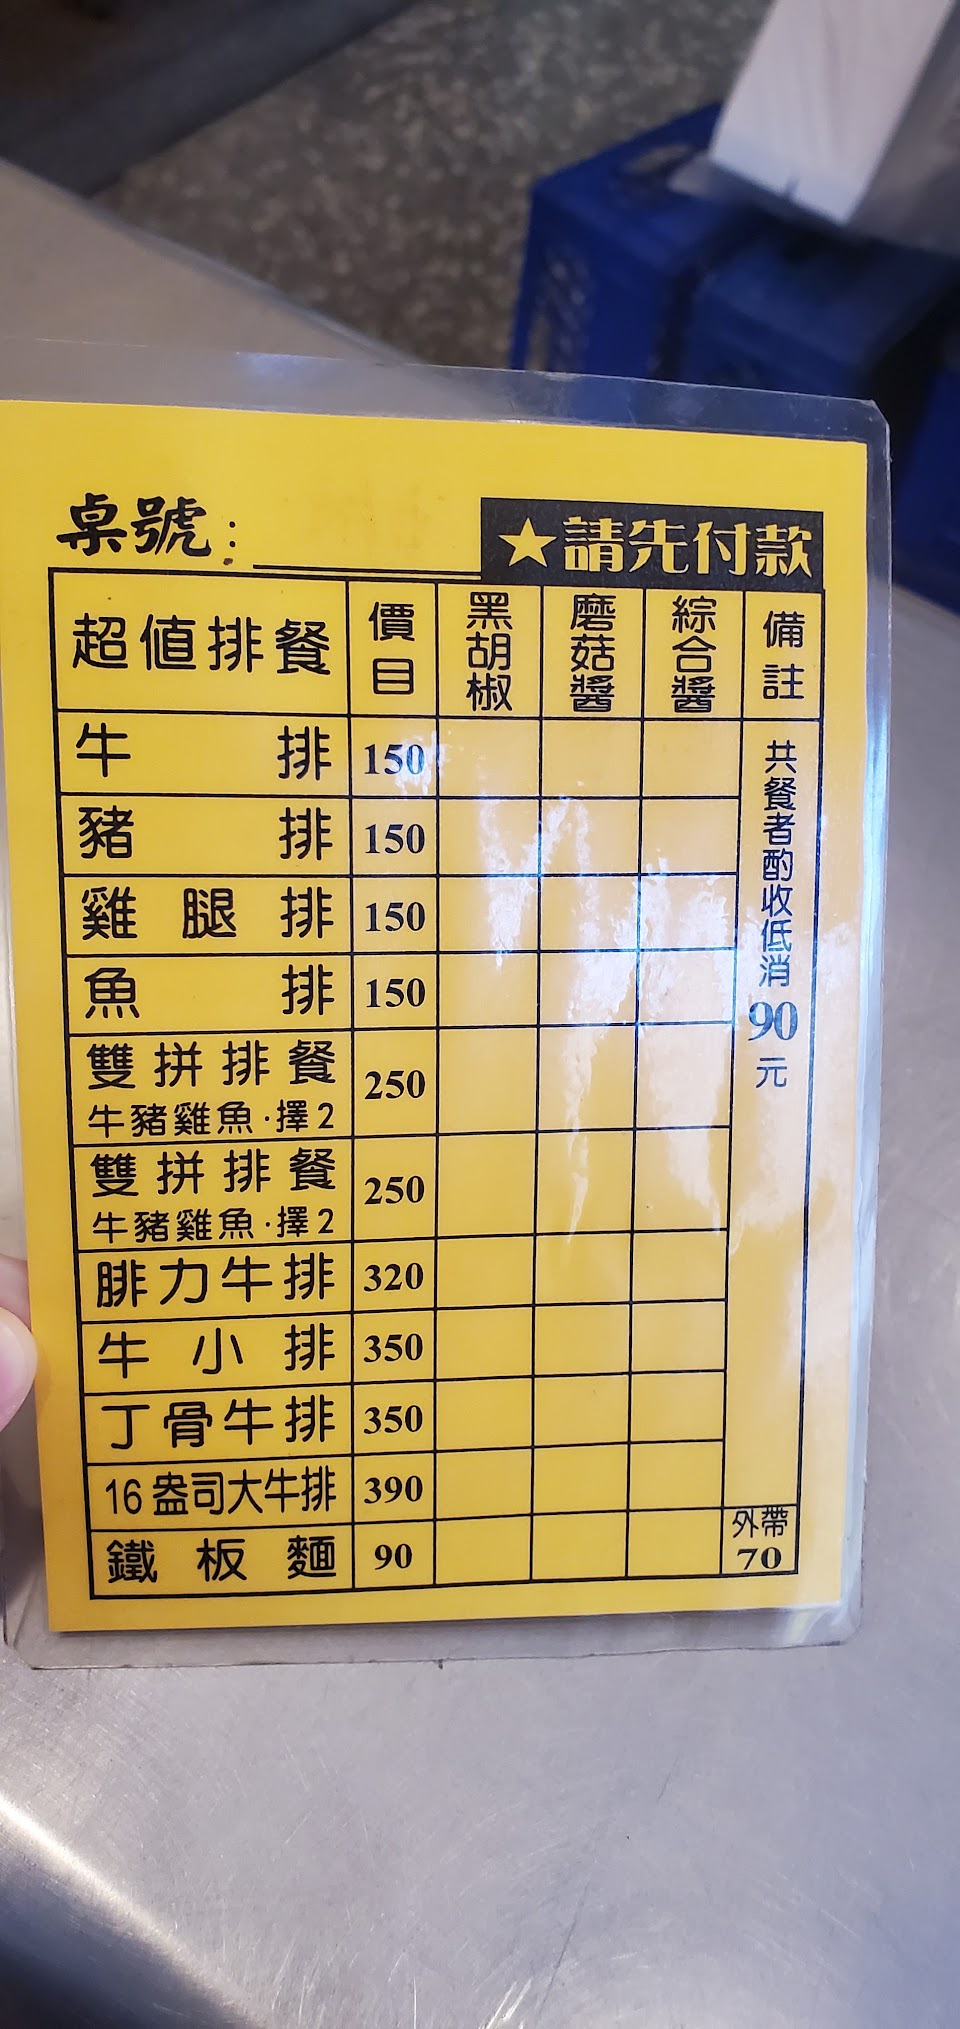 桌號：
★請先付款
超值排餐 價目 黑胡椒 磨菇醬 綜合醬 備註
牛排 150
豬排 150
雞腿排 150
魚排 150
雙拼排餐 250
牛豬雞魚·擇2
雙拼排餐 250
牛豬雞魚·擇2
腓力牛排 320
牛小排 350
丁骨牛排 350
16盎司大牛排 390
鐵板麵 90
共餐者酌收低消90元
外帶
70